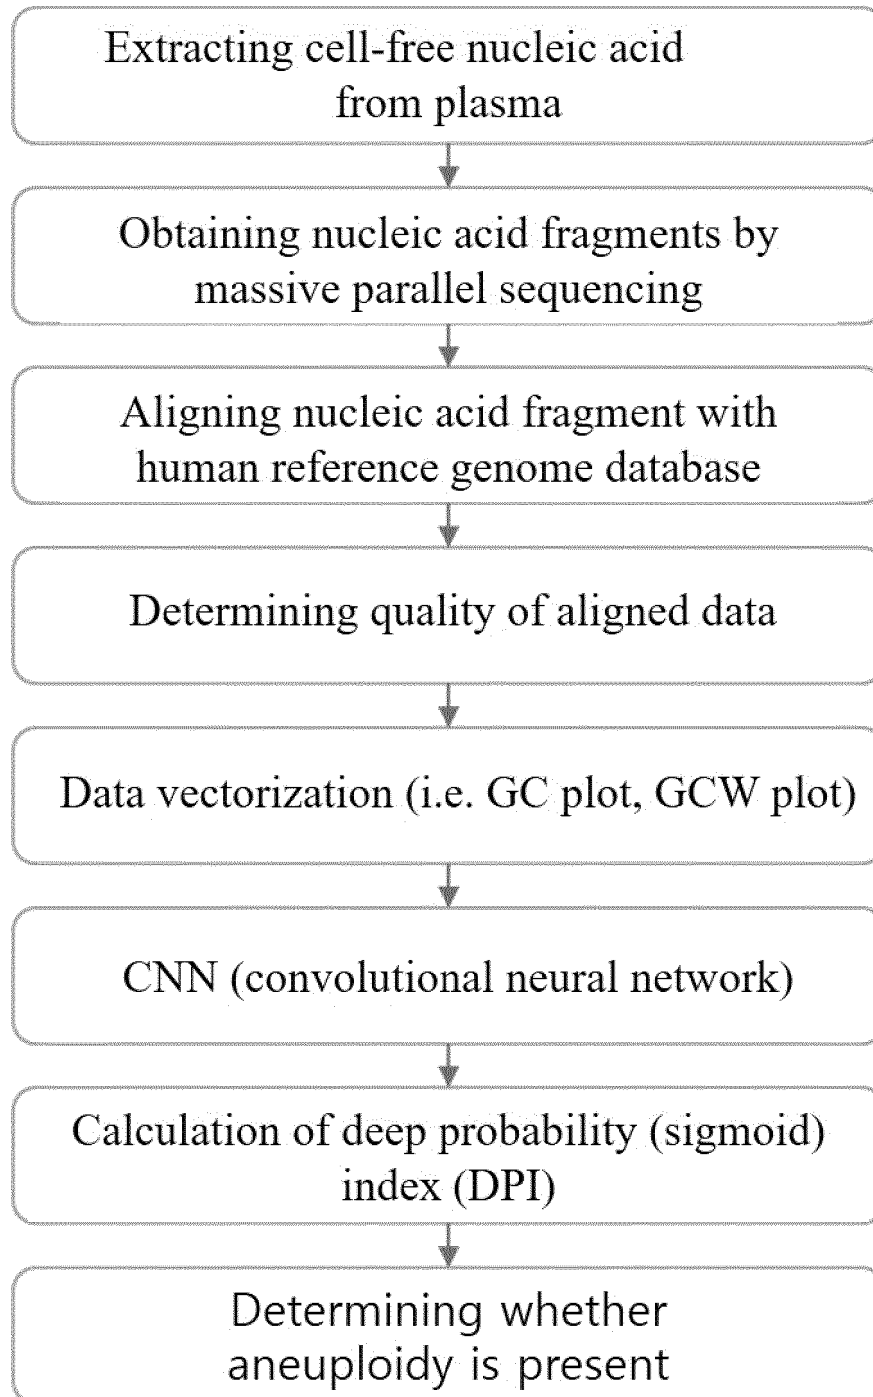 Extracting cell-free nucleic acid
from plasma
Obtaining nucleic acid fragments by
massive parallel sequencing
Aligning nucleic acid fragment with
human reference genome database
Determining quality of aligned data
Data vectorization (i.e. GC plot, GCW plot)
CNN (convolutional neural network)
Calculation of deep probability (sigmoid)
index (DPI)
Determining whether
aneuploidy is present